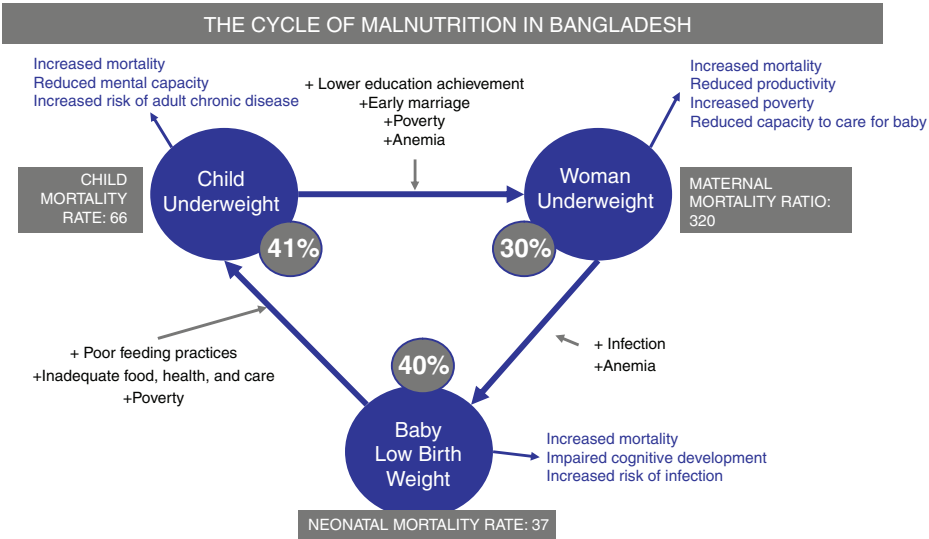 THE CYCLE OF MALNUTRITION IN BANGLADESH
Increased mortality
Reduced mental capacity
Increased risk of adult chronic disease
+ Lower education achievement
+Early marriage
+Poverty
+Anemia
Increased mortality
Reduced productivity
Increased poverty
Reduced capacity to care for baby
CHILD
MORTALITY
RATE: 66
Child
Underweight
41%
Woman
Underweight
30%
MATERNAL
MORTALITY RATIO:
320
+ Poor feeding practices
+Inadequate food, health, and care
+Poverty
+ Infection
+Anemia
40%
Baby
Low Birth
Weight
Increased mortality
Impaired cognitive development
Increased risk of infection
NEONATAL MORTALITY RATE: 37